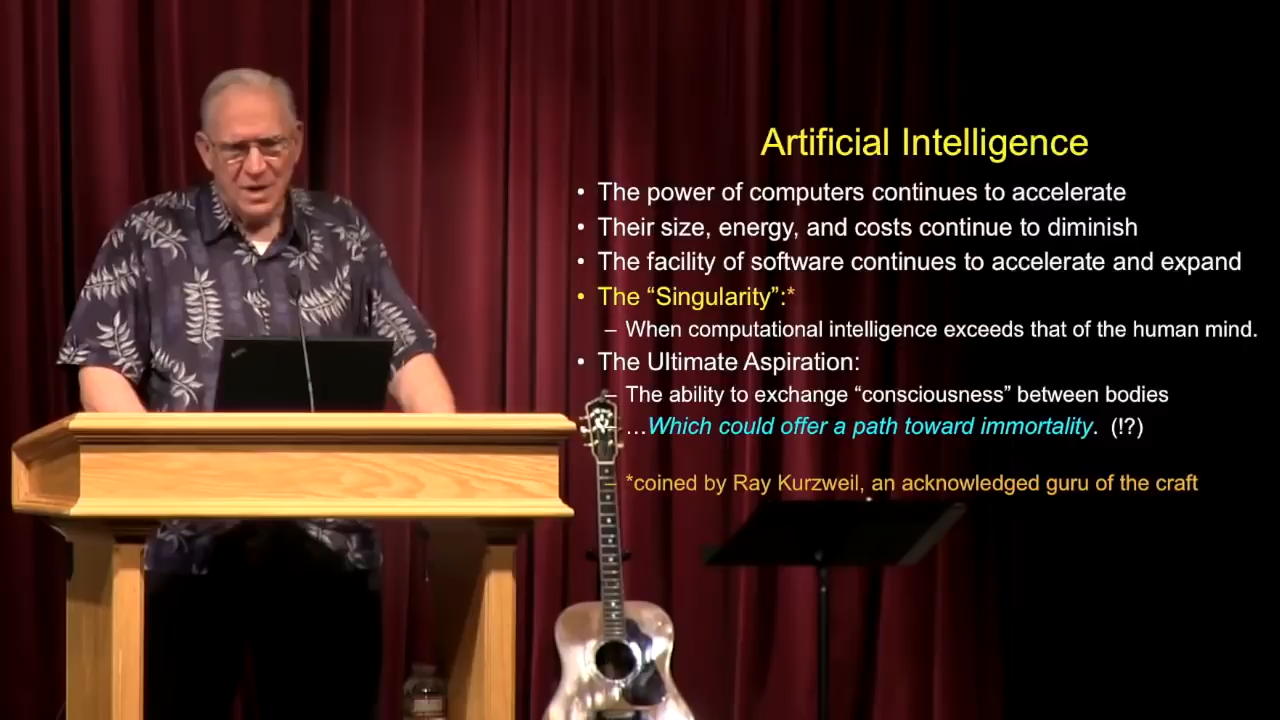 Artificial Intelligence
• The power of computers continues to accelerate
• Their size, energy, and costs continue to diminish
• The facility of software continues to accelerate and expand
• The “Singularity”:*
– When computational intelligence exceeds that of the human mind.
• The Ultimate Aspiration:
– The ability to exchange “consciousness” between bodies
– …Which could offer a path toward immortality. (!?)
– *coined by Ray Kurzweil, an acknowledged guru of the craft